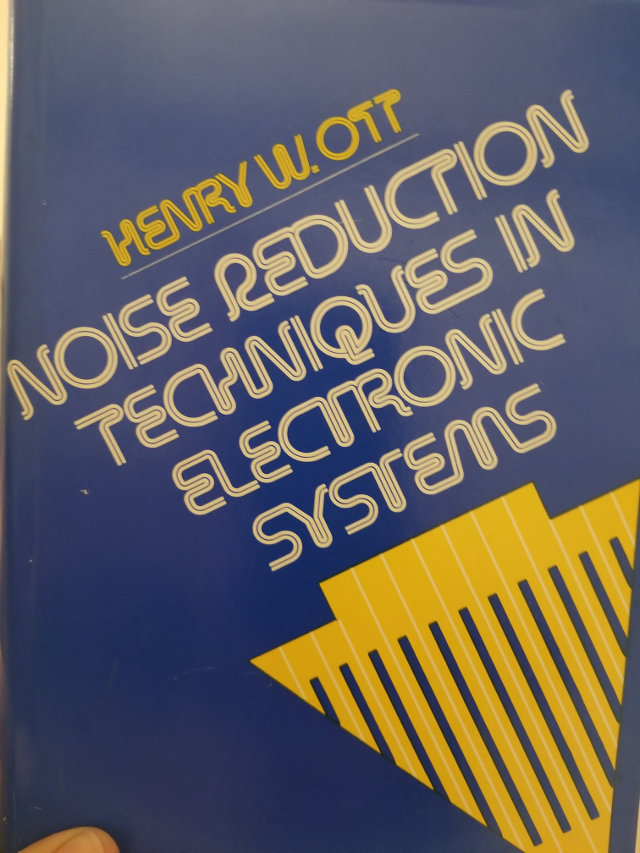 HENRY W. OTT
NOISE REDUCTION
TECHNIQUES IN
ELECTRONIC
SYSTEMS